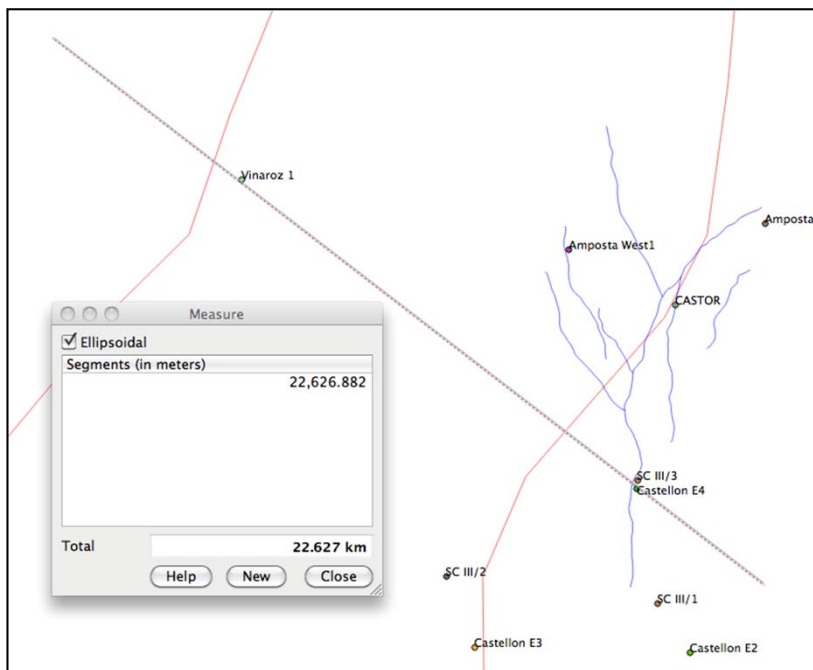 Vinaroz 1
Amposta
Amposta West1
CASTOR
Measure
Ellipsoidal
Segments (in meters)
22,626.882
Total 22.627 km
Help New Close
SC III/3
Castellon E4
SC III/2
SC III/1
Castellon E3
Castellon E2